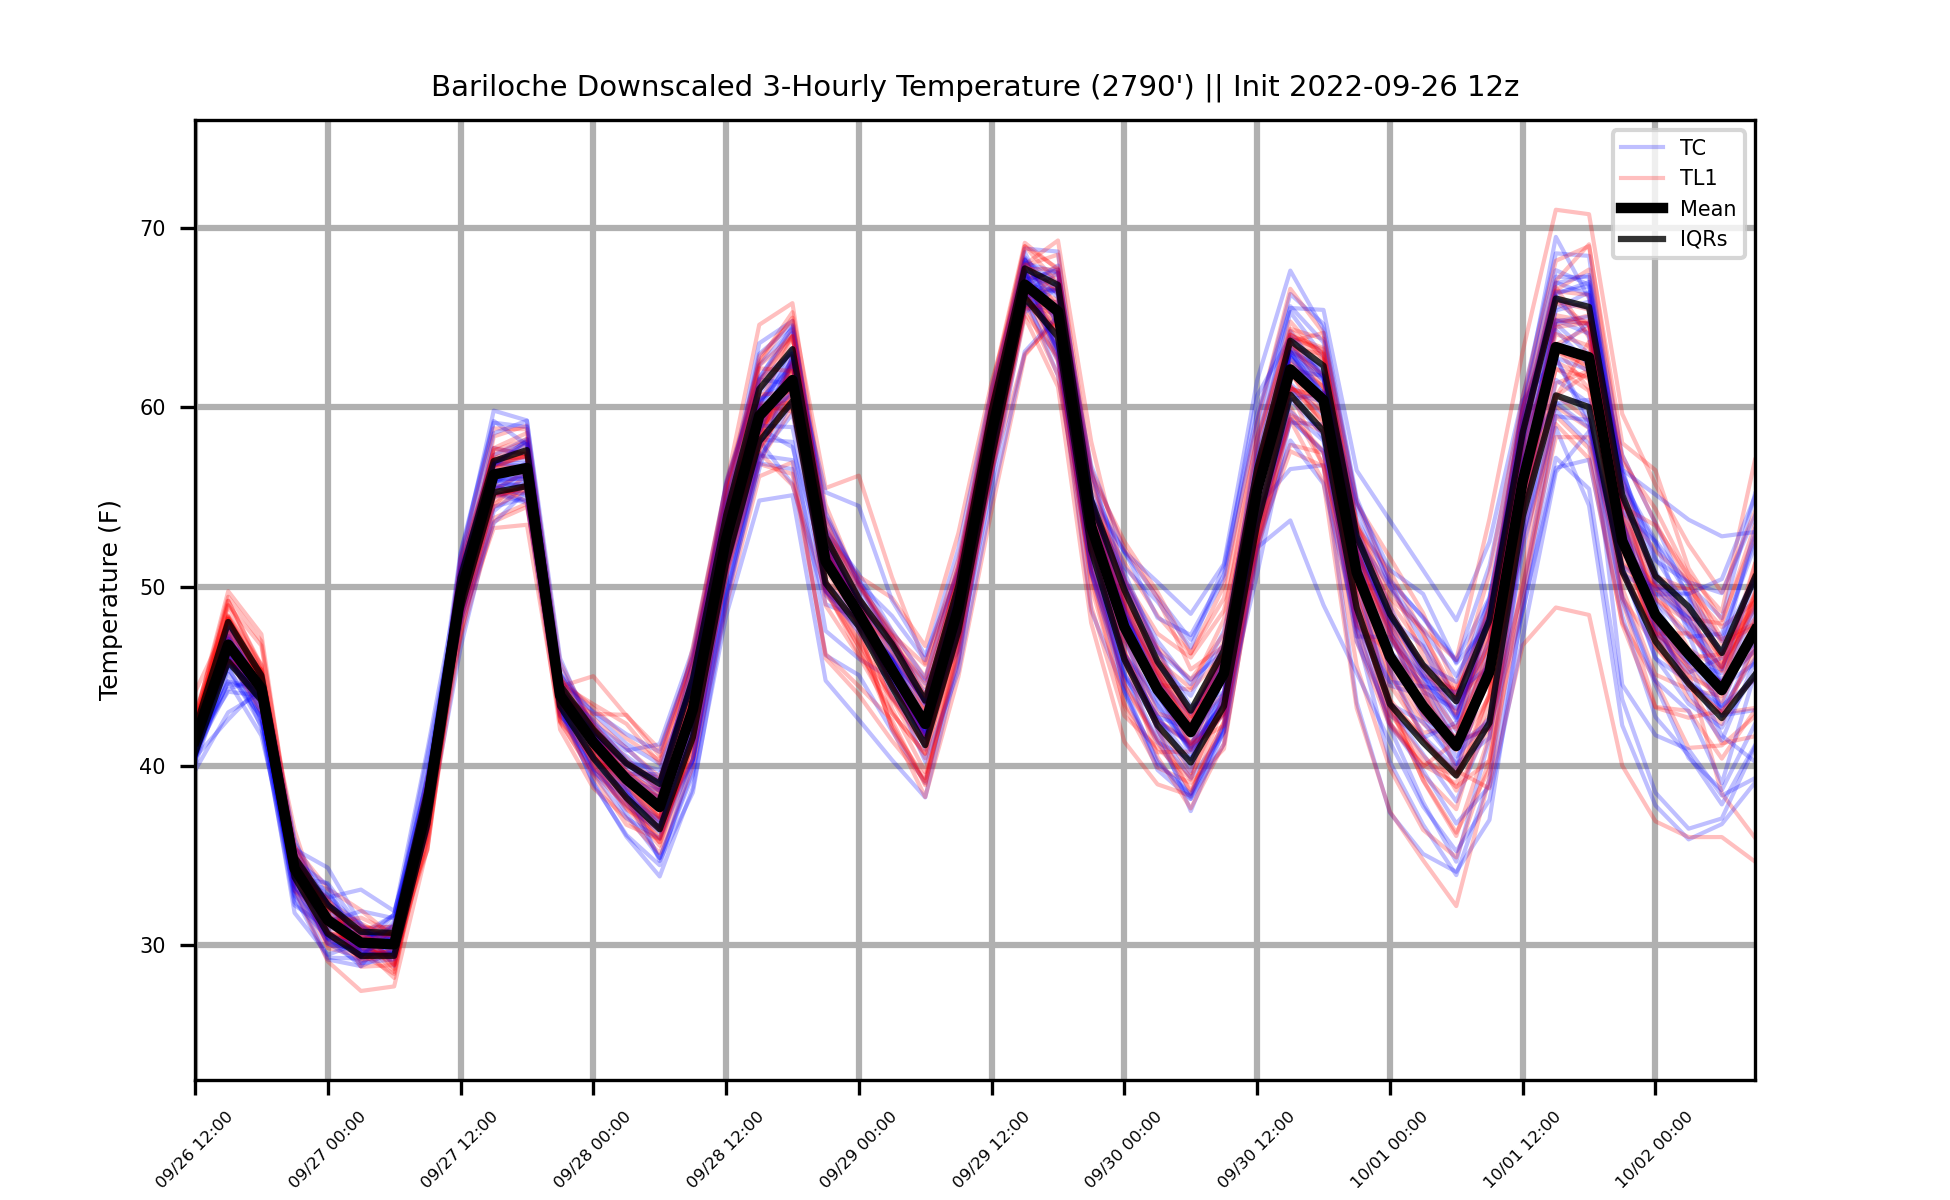 Bariloche Downscaled 3-Hourly Temperature (2790') || Init 2022-09-26 12z
TC
TL1
Mean
IQRs
Temperature (F)
70
60
50
40
30
09/26 12:00
09/27 00:00
09/27 12:00
09/28 00:00
09/28 12:00
09/29 00:00
09/29 12:00
09/30 00:00
09/30 12:00
10/01 00:00
10/01 12:00
10/02 00:00